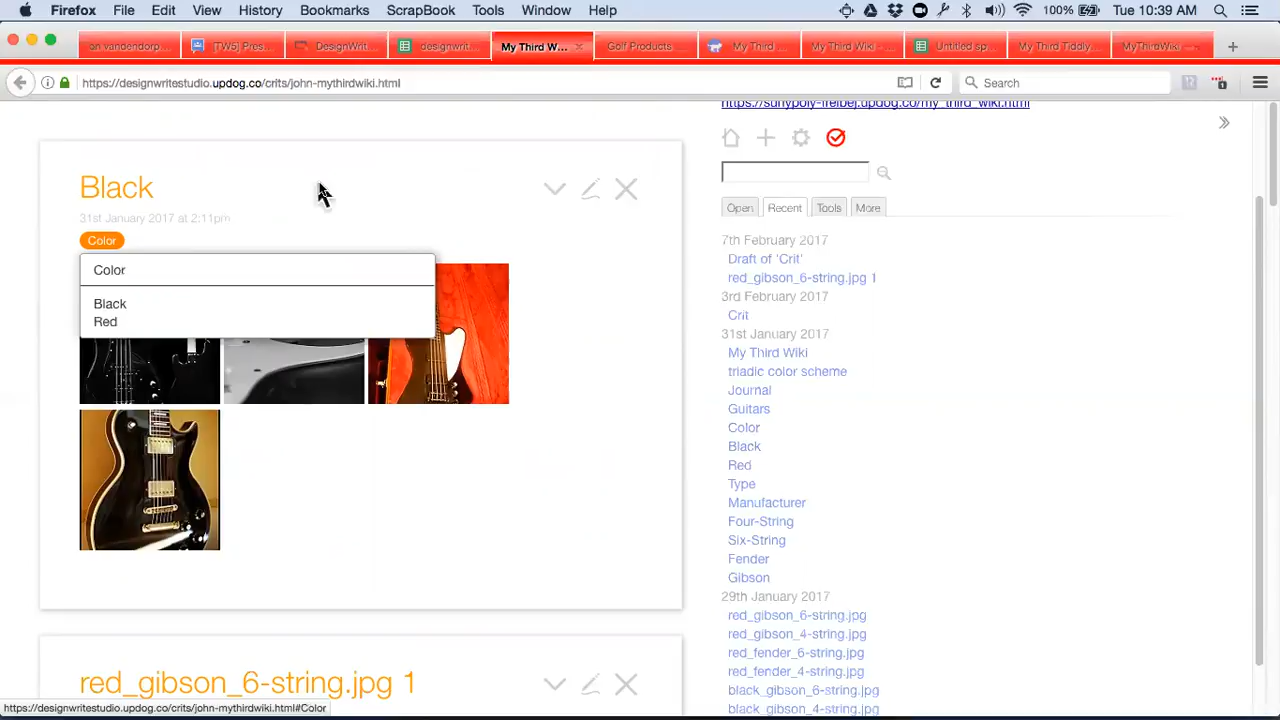 Firefox File Edit View History Bookmarks ScrapBook Tools Window Help 100% Tue 10:39 AM
an vandendorp... [TW5] Pres... DesignWrit... designwrit... My Third W... Golf Products... My Third ... My Third Wiki -... Untitled sp... My Third Tiddly... MyThirdWiki —...
https://designwritestudio.updog.co/crits/john-mythirdwiki.html Search
my_third_wiki.html
Black
31st January 2017 at 2:11pm
Color
Color
Black
Red
red_gibson_6-string.jpg 1
Open Recent Tools More
7th February 2017
Draft of 'Crit'
red_gibson_6-string.jpg 1
3rd February 2017
Crit
31st January 2017
My Third Wiki
triadic color scheme
Journal
Guitars
Color
Black
Red
Type
Manufacturer
Four-String
Six-String
Fender
Gibson
29th January 2017
red_gibson_6-string.jpg
red_gibson_4-string.jpg
red_fender_6-string.jpg
red_fender_4-string.jpg
black_gibson_6-string.jpg
black_gibson_4-string.jpg
https://designwritestudio.updog.co/crits/john-mythirdwiki.html#Color